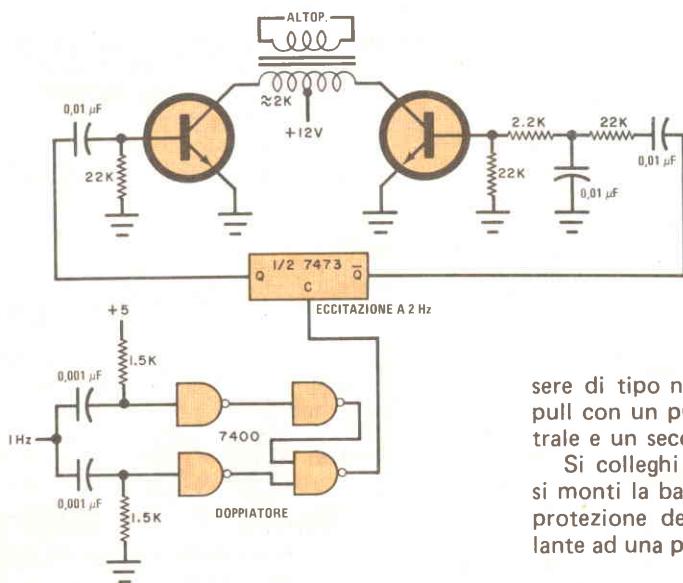 ALTOP.
≈2K
+12V
0,01 µF
22K
2.2K
22K
0,01 µF
22K
0,01 µF
Q
1/2 7473
Q̄
C
ECCITAZIONE A 2 Hz
+5
1.5K
0,001 µF
1Hz
7400
0,001 µF
DOPPIATORE
1.5K
sere di tipo n
pull con un p
trale e un sec
Si colleghi
si monti la ba
protezione de
lante ad una p